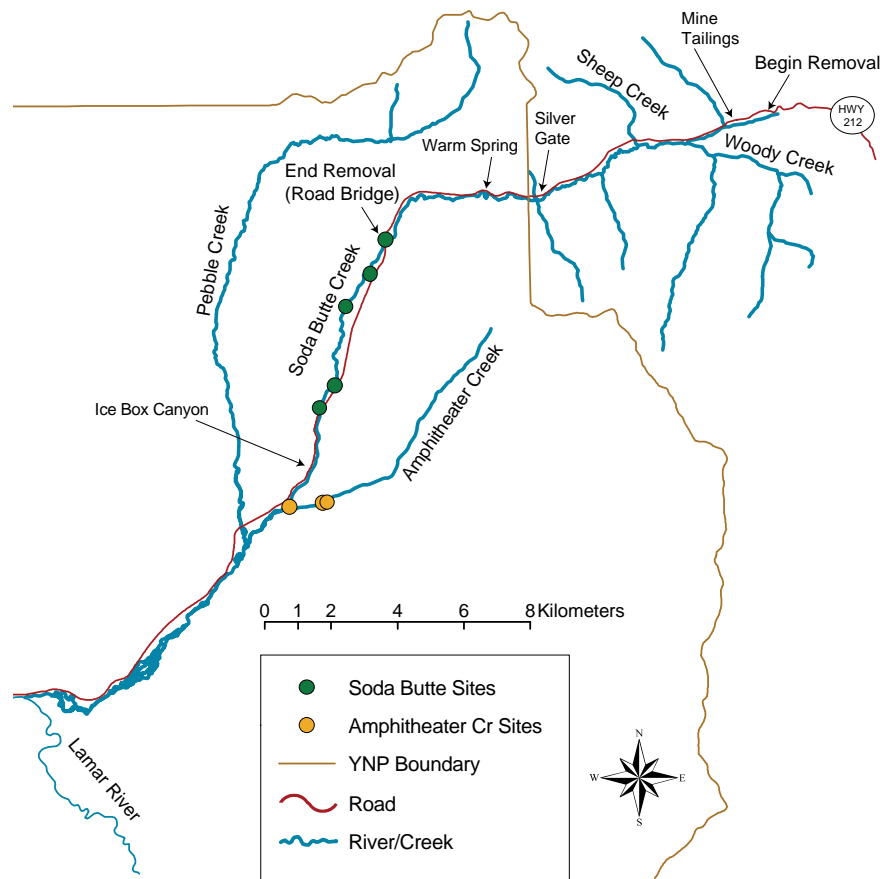 Mine
Tailings
Begin Removal
Sheep Creek
HWY
212
Silver
Gate
Warm Spring
Woody Creek
End Removal
(Road Bridge)
Pebble Creek
Soda Butte Creek
Amphitheater Creek
Ice Box Canyon
0 1 2 4 6 8 Kilometers
Soda Butte Sites
Amphitheater Cr Sites
YNP Boundary
Road
River/Creek
Lamar River
N
W E
S